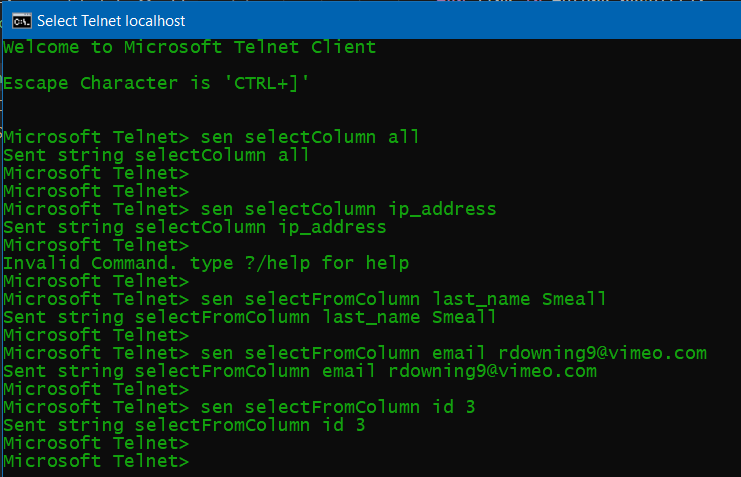 Select Telnet localhost
Welcome to Microsoft Telnet Client
Escape Character is 'CTRL+]'
Microsoft Telnet> sen selectColumn all
Sent string selectColumn all
Microsoft Telnet>
Microsoft Telnet>
Microsoft Telnet> sen selectColumn ip_address
Sent string selectColumn ip_address
Microsoft Telnet>
Invalid Command. type ?/help for help
Microsoft Telnet>
Microsoft Telnet> sen selectFromColumn last_name Smeall
Sent string selectFromColumn last_name Smeall
Microsoft Telnet>
Microsoft Telnet> sen selectFromColumn email rdowning9@vimeo.com
Sent string selectFromColumn email rdowning9@vimeo.com
Microsoft Telnet>
Microsoft Telnet> sen selectFromColumn id 3
Sent string selectFromColumn id 3
Microsoft Telnet>
Microsoft Telnet>